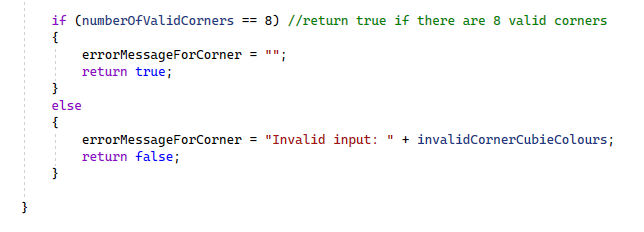 if (numberOfValidCorners == 8) //return true if there are 8 valid corners
{
errorMessageForCorner = "";
return true;
}
else
{
errorMessageForCorner = "Invalid input: " + invalidCornerCubieColours;
return false;
}
}